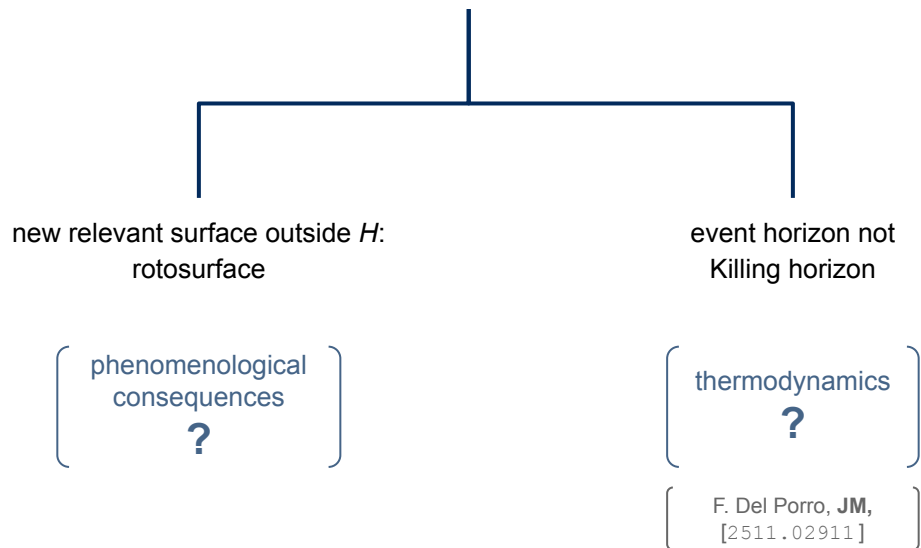 new relevant surface outside H:
rotosurface
phenomenological
consequences
?
event horizon not
Killing horizon
thermodynamics
?
F. Del Porro, JM,
[2511.02911]